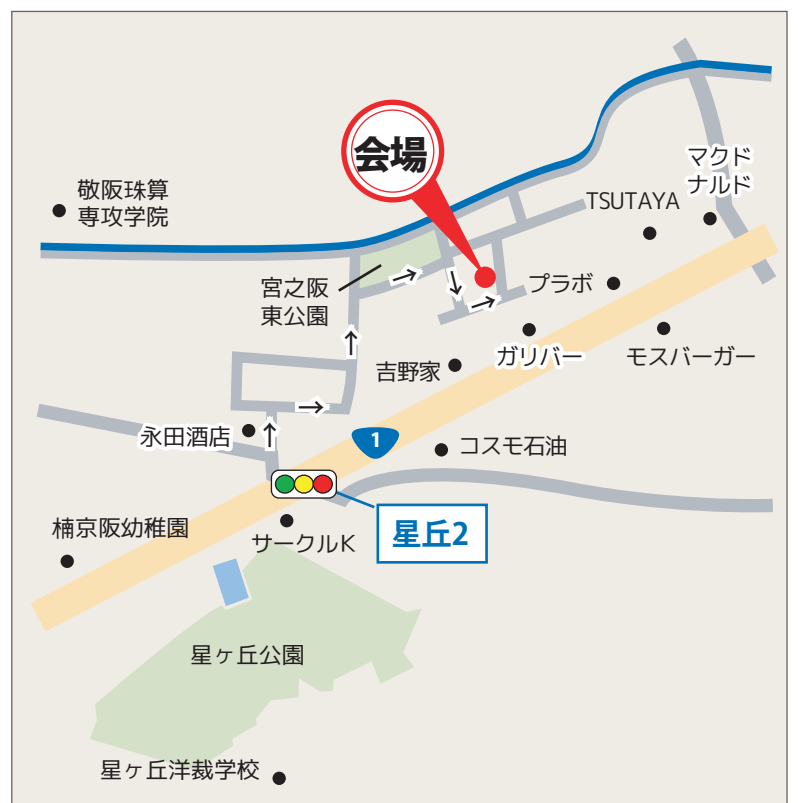 会場
マクド
ナルド
敬阪珠算
専攻学院
TSUTAYA
宮之阪
東公園
プラボ
ガリバー
モスバーガー
吉野家
永田酒店
1
コスモ石油
星丘2
楠京阪幼稚園
サークルK
星ヶ丘公園
星ヶ丘洋裁学校